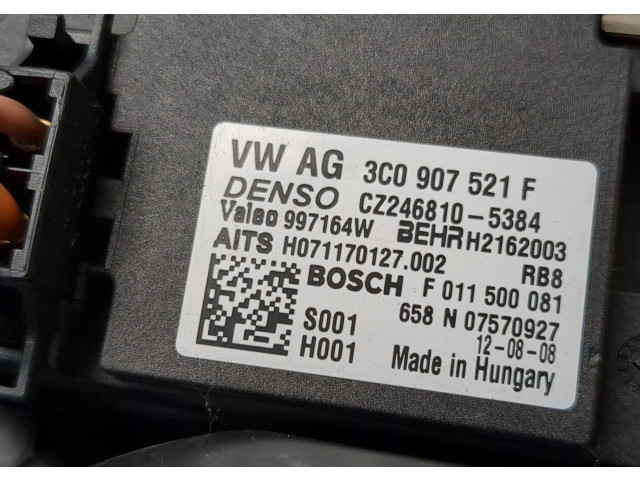 VW AG 3C0 907 521 F
DENSO CZ246810-5384
Valeo 997164W BEHR H2162003
AITS H071170127.002 RB8
BOSCH F 011 500 081
S001 658 N 07570927
12-08-08
H001 Made in Hungary